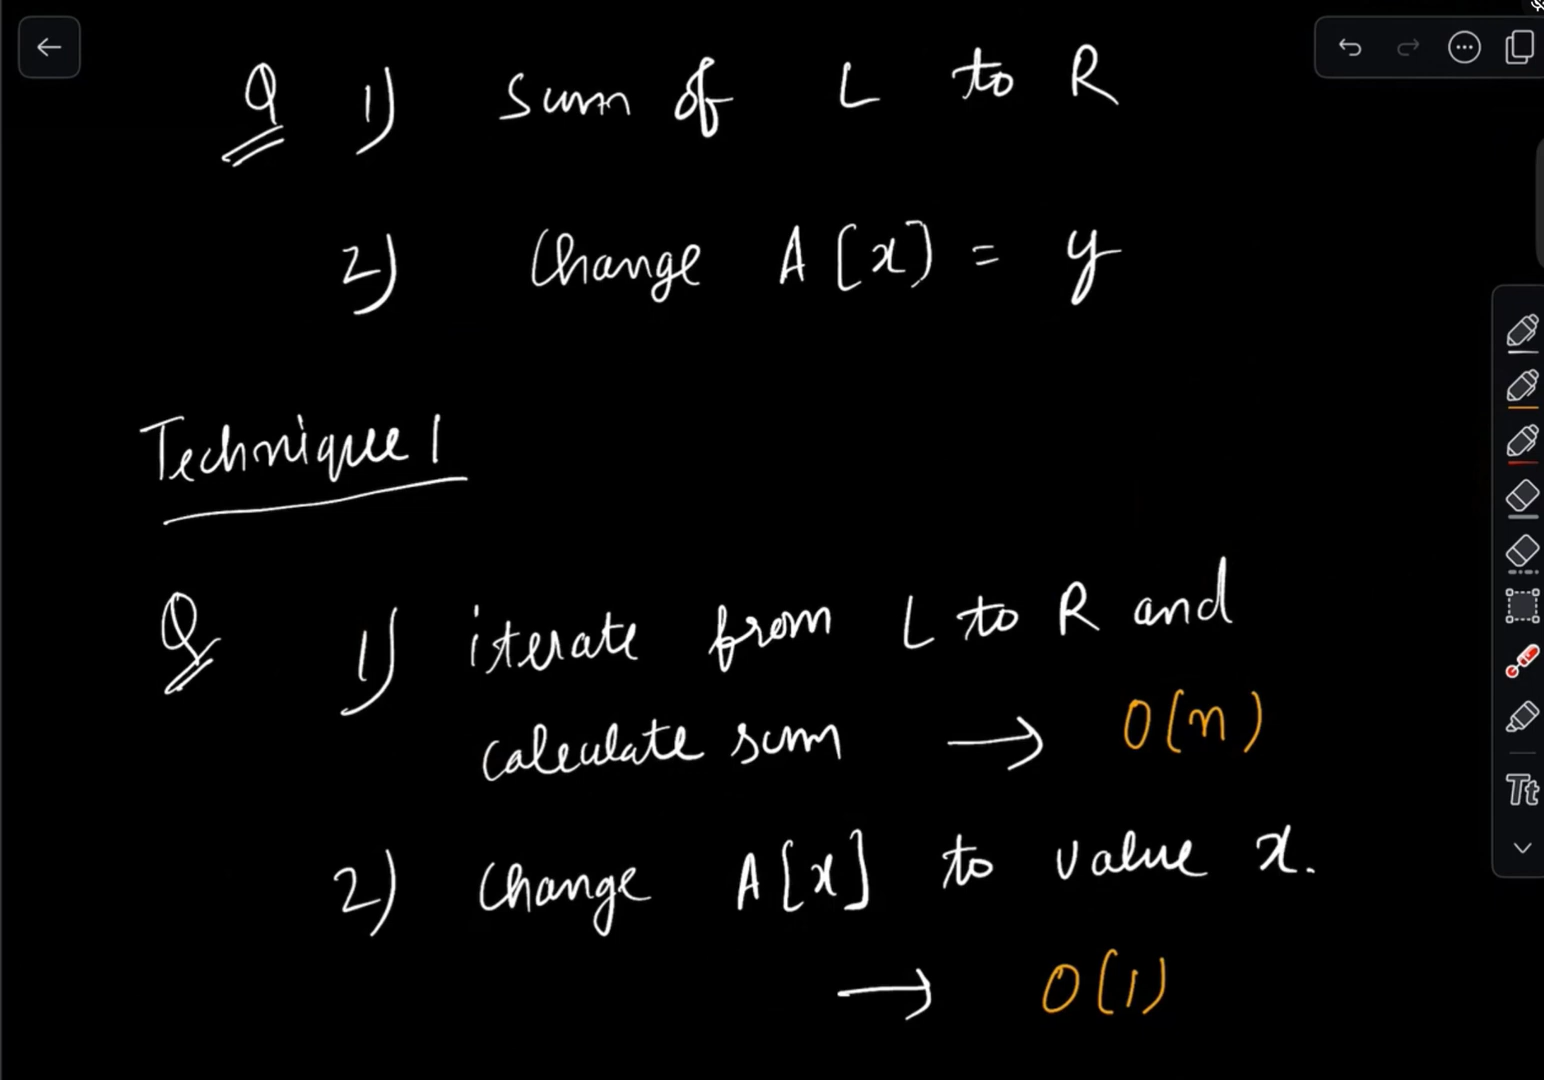 Q 1) Sum of L to R
2) Change A[x] = y
Technique 1
Q 1) iterate from L to R and
calculate sum → O(n)
2) Change A[x] to value x.
→ O(1)
Tt